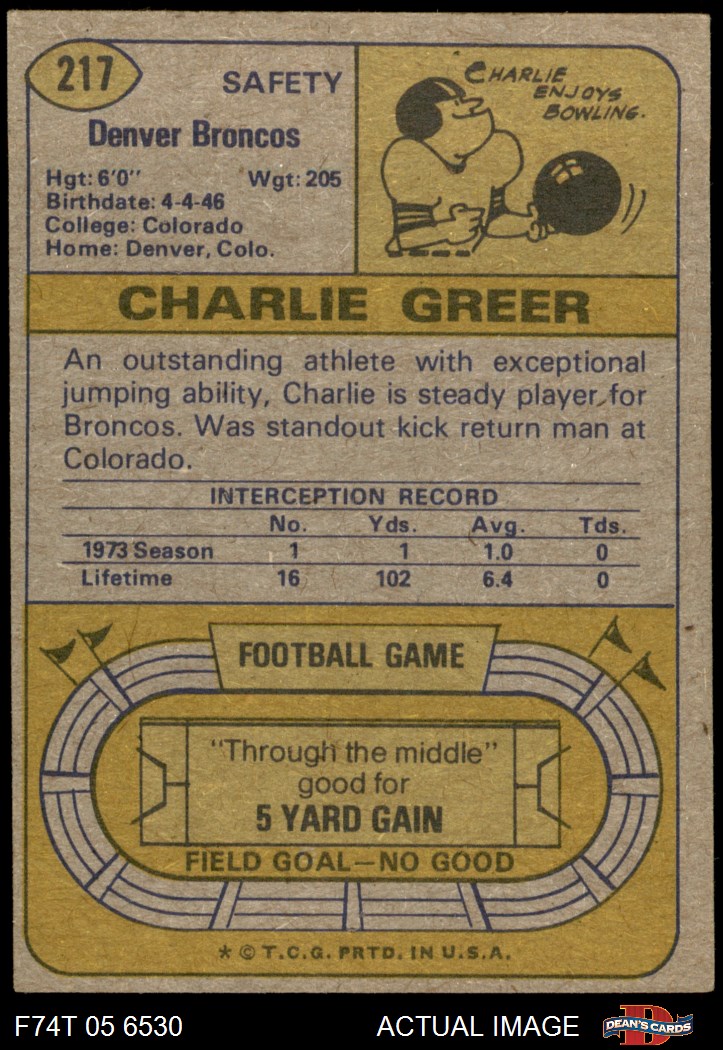 217
SAFETY
Denver Broncos
Hgt: 6'0" Wgt: 205
Birthdate: 4-4-46
College: Colorado
Home: Denver, Colo.
CHARLIE
ENJOYS
BOWLING.
CHARLIE GREER
An outstanding athlete with exceptional
jumping ability, Charlie is steady player for
Broncos. Was standout kick return man at
Colorado.
INTERCEPTION RECORD
No. Yds. Avg. Tds.
1973 Season 1 1 1.0 0
Lifetime 16 102 6.4 0
FOOTBALL GAME
"Through the middle"
good for
5 YARD GAIN
FIELD GOAL—NO GOOD
* © T.C.G. PRTD. IN U.S.A.
F74T 05 6530 ACTUAL IMAGE
D
DEAN'S CARDS